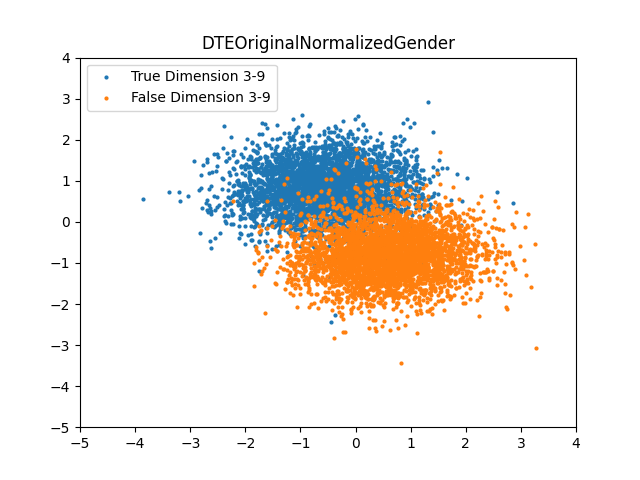 DTEOriginalNormalizedGender
True Dimension 3-9
False Dimension 3-9
4
3
2
1
0
−1
−2
−3
−4
−5
−5 −4 −3 −2 −1 0 1 2 3 4